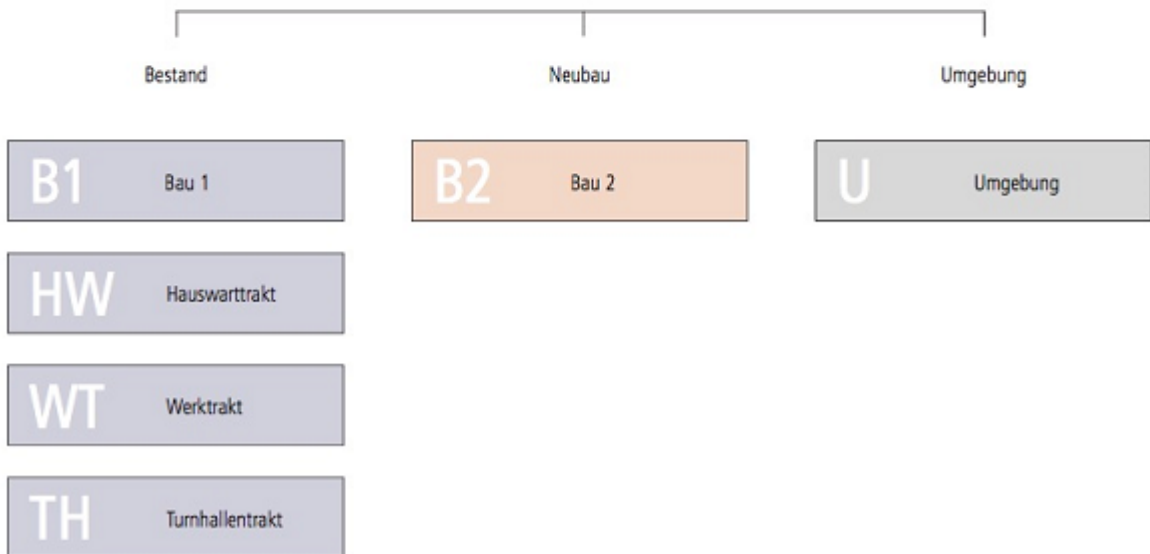 Bestand
Neubau
Umgebung
B1 Bau 1
B2 Bau 2
U Umgebung
HW Hauswarttrakt
WT Werktrakt
TH Turnhallentrakt